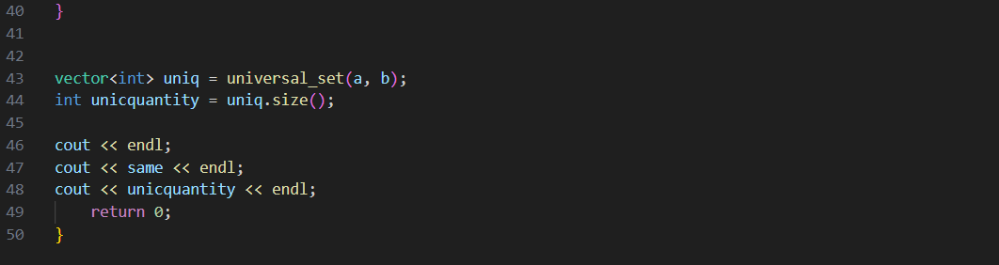 40 }
41
42
43 vector<int> uniq = universal_set(a, b);
44 int unicquantity = uniq.size();
45
46 cout << endl;
47 cout << same << endl;
48 cout << unicquantity << endl;
49     return 0;
50 }